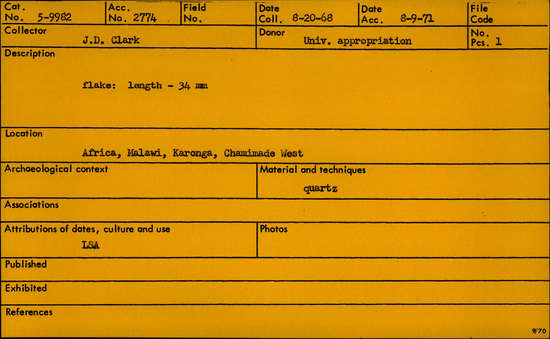 Cat. No. 5-9982 Acc. No. 2774 Field No. Date Coll. 8-20-68 Date Acc. 8-9-71 File Code
Collector J.D. Clark Donor Univ. appropriation No. Pcs. 1
Description
flake: length - 34 mm
Location
Africa, Malawi, Karonga, Chamimade West
Archaeological context Material and techniques
quartz
Associations
Attributions of dates, culture and use Photos
LSA
Published
Exhibited
References
9/70